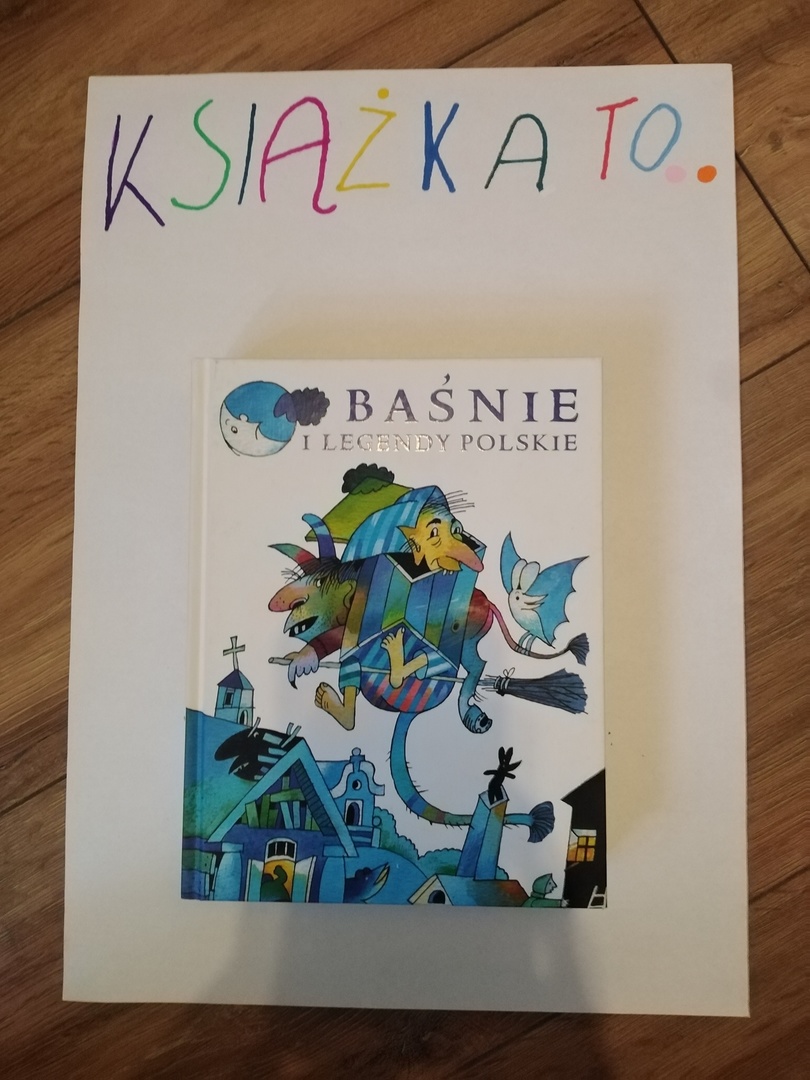 KSIĄŻKA TO..
BAŚNIE
I LEGENDY POLSKIE